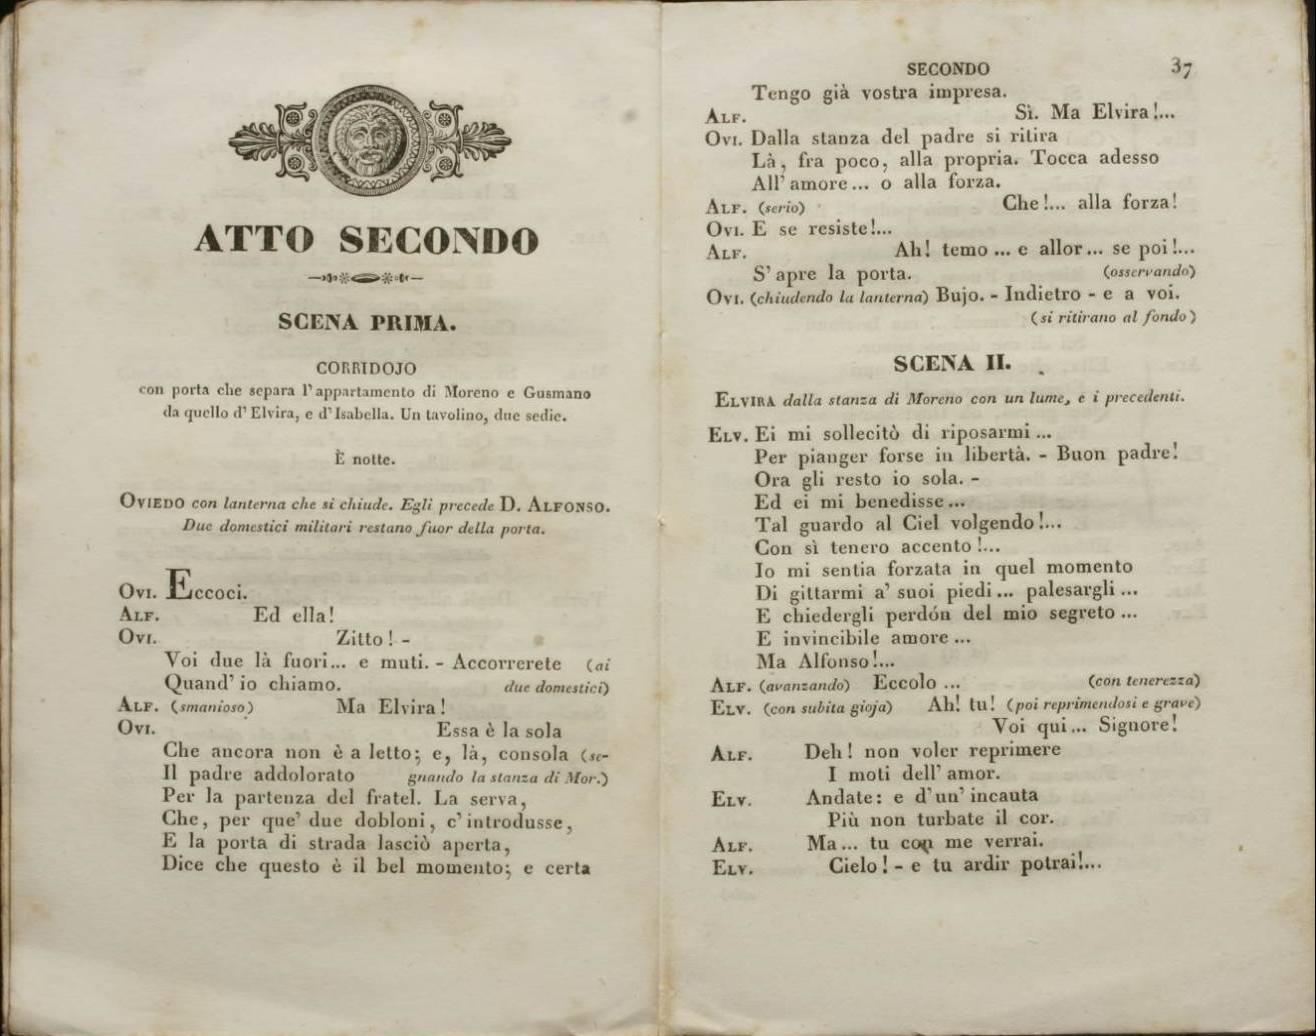 ATTO SECONDO
SCENA PRIMA.
CORRIDOJO
con porta che separa l'appartamento di Moreno e Gusmano
da quello d'Elvira, e d'Isabella. Un tavolino, due sedie.
È notte.
OVIEDO con lanterna che si chiude. Egli precede D. ALFONSO.
Due domestici militari restano fuor della porta.
OVI. Eccoci.
ALF. Ed ella!
OVI. Zitto! -
Voi due là fuori... e muti. - Accorrerete (ai
Quand'io chiamo. due domestici)
ALF. (smanioso) Ma Elvira!
OVI. Essa è la sola
Che ancora non è a letto; e, là, consola (se-
Il padre addolorato gnando la stanza di Mor.)
Per la partenza del fratel. La serva,
Che, per que' due dobloni, c'introdusse,
E la porta di strada lasciò aperta,
Dice che questo è il bel momento; e certa
SECONDO 37
Tengo già vostra impresa.
ALF. Sì. Ma Elvira!...
OVI. Dalla stanza del padre si ritira
Là, fra poco, alla propria. Tocca adesso
All'amore... o alla forza.
ALF. (serio) Che!... alla forza!
OVI. E se resiste!...
ALF. Ah! temo... e allor... se poi!...
S'apre la porta. (osservando)
OVI. (chiudendo la lanterna) Bujo. - Indietro - e a voi.
(si ritirano al fondo)
SCENA II.
ELVIRA dalla stanza di Moreno con un lume, e i precedenti.
ELV. Ei mi sollecitò di riposarmi...
Per pianger forse in libertà. - Buon padre!
Ora gli resto io sola. -
Ed ei mi benedisse...
Tal guardo al Ciel volgendo!...
Con sì tenero accento!...
Io mi sentia forzata in quel momento
Di gittarmi a' suoi piedi... palesargli...
E chiedergli perdón del mio segreto...
E invincibile amore...
Ma Alfonso!...
ALF. (avanzando) Eccolo... (con tenerezza)
ELV. (con subita gioja) Ah! tu! (poi reprimendosi e grave)
Voi qui... Signore!
ALF. Deh! non voler reprimere
I moti dell'amor.
ELV. Andate: e d'un'incauta
Più non turbate il cor.
ALF. Ma... tu con me verrai.
ELV. Cielo! - e tu ardir potrai!...